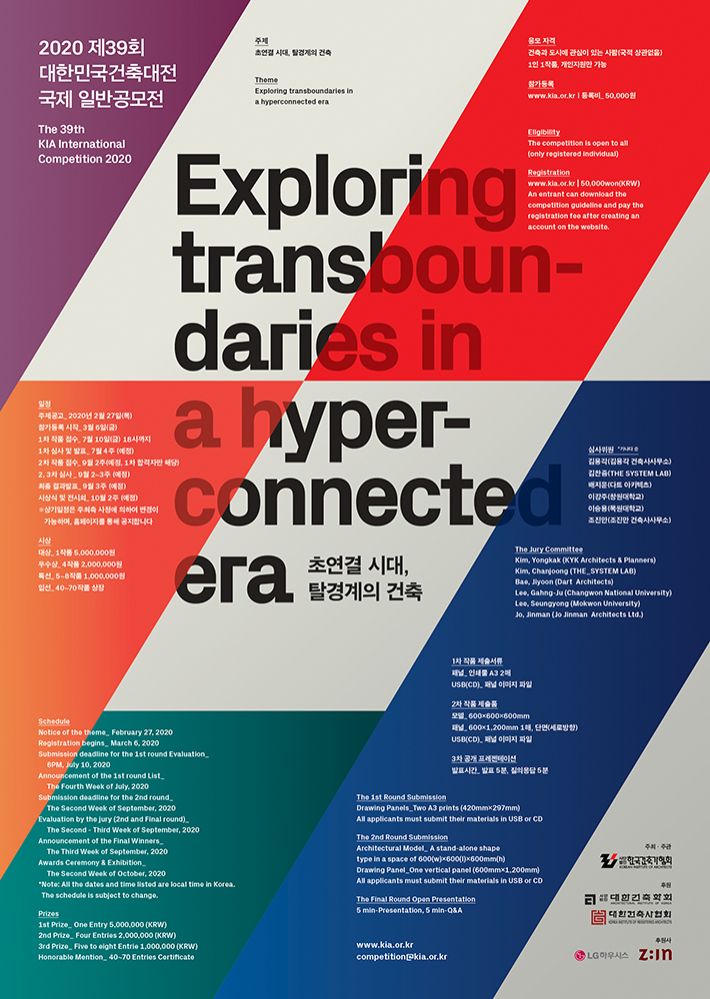 2020 제39회
대한민국건축대전
국제 일반공모전
The 39th
KIA International
Competition 2020
주제
초연결 시대, 탈경계의 건축
Theme
Exploring transboundaries in
a hyperconnected era
응모 자격
건축과 도시에 관심이 있는 사람(국적 상관없음)
1인 1작품, 개인지원만 가능
참가등록
www.kia.or.kr | 등록비_ 50,000원
Eligibility
The competition is open to all
(only registered individual)
Registration
www.kia.or.kr | 50,000won(KRW)
An entrant can download the
competition guideline and pay the
registration fee after creating an
account on the website.
Exploring
transboun-
daries in
a hyper-
connected
era
초연결 시대,
탈경계의 건축
일정
주제공고_ 2020년 2월 27일(목)
참가등록 시작_ 3월 6일(금)
1차 작품 접수_ 7월 10일(금) 18시까지
1차 심사 및 발표_ 7월 4주 (예정)
2차 작품 접수_ 9월 2주(예정, 1차 합격자만 해당)
2, 3차 심사_ 9월 2~3주 (예정)
최종 결과발표_ 9월 3주 (예정)
시상식 및 전시회_ 10월 2주 (예정)
※상기일정은 주최측 사정에 의하여 변경이
가능하며, 홈페이지를 통해 공지합니다
시상
대상_ 1작품 5,000,000원
우수상_ 4작품 2,000,000원
특선_ 5~8작품 1,000,000원
입선_ 40~70작품 상장
심사위원 *가나다 순
김용각(김용각 건축사사무소)
김찬중(THE SYSTEM LAB)
배지윤(다트 아키텍츠)
이강주(창원대학교)
이승용(목원대학교)
조진만(조진만 건축사사무소)
The Jury Committee
Kim, Yongkak (KYK Architects & Planners)
Kim, Chanjoong (THE_SYSTEM LAB)
Bae, Jiyoon (Dart Architects)
Lee, Gahng-Ju (Changwon National University)
Lee, Seungyong (Mokwon University)
Jo, Jinman (Jo Jinman Architects Ltd.)
1차 작품 제출서류
패널_ 인쇄물 A3 2매
USB(CD)_ 패널 이미지 파일
2차 작품 제출품
모델_ 600×600×600mm
패널_ 600×1,200mm 1매, 단면(세로방향)
USB(CD)_ 패널 이미지 파일
3차 공개 프레젠테이션
발표시간_ 발표 5분, 질의응답 5분
Schedule
Notice of the theme_ February 27, 2020
Registration begins_ March 6, 2020
Submission deadline for the 1st round Evaluation_
6PM, July 10, 2020
Announcement of the 1st round List_
The Fourth Week of July, 2020
Submission deadline for the 2nd round_
The Second Week of September, 2020
Evaluation by the jury (2nd and Final round)_
The Second - Third Week of September, 2020
Announcement of the Final Winners_
The Third Week of September, 2020
Awards Ceremony & Exhibition_
The Second Week of October, 2020
*Note: All the dates and time listed are local time in Korea.
The schedule is subject to change.
Prizes
1st Prize_ One Entry 5,000,000 (KRW)
2nd Prize_ Four Entries 2,000,000 (KRW)
3rd Prize_ Five to eight Entrie 1,000,000 (KRW)
Honorable Mention_ 40~70 Entries Certificate
The 1st Round Submission
Drawing Panels_Two A3 prints (420mm×297mm)
All applicants must submit their materials in USB or CD
The 2nd Round Submission
Architectural Model_ A stand-alone shape
type in a space of 600(w)×600(l)×600mm(h)
Drawing Panel_One vertical panel (600mm×1,200mm)
All applicants must submit their materials in USB or CD
The Final Round Open Presentation
5 min-Presentation, 5 min-Q&A
www.kia.or.kr
competition@kia.or.kr
주최 · 주관
사단법인 한국건축가협회
KOREAN INSTITUTE OF ARCHITECTS
후원
대한건축학회
ARCHITECTURAL INSTITUTE OF KOREA
대한건축사협회
KOREA INSTITUTE OF REGISTERED ARCHITECTS
후원사
LG하우시스
z:in